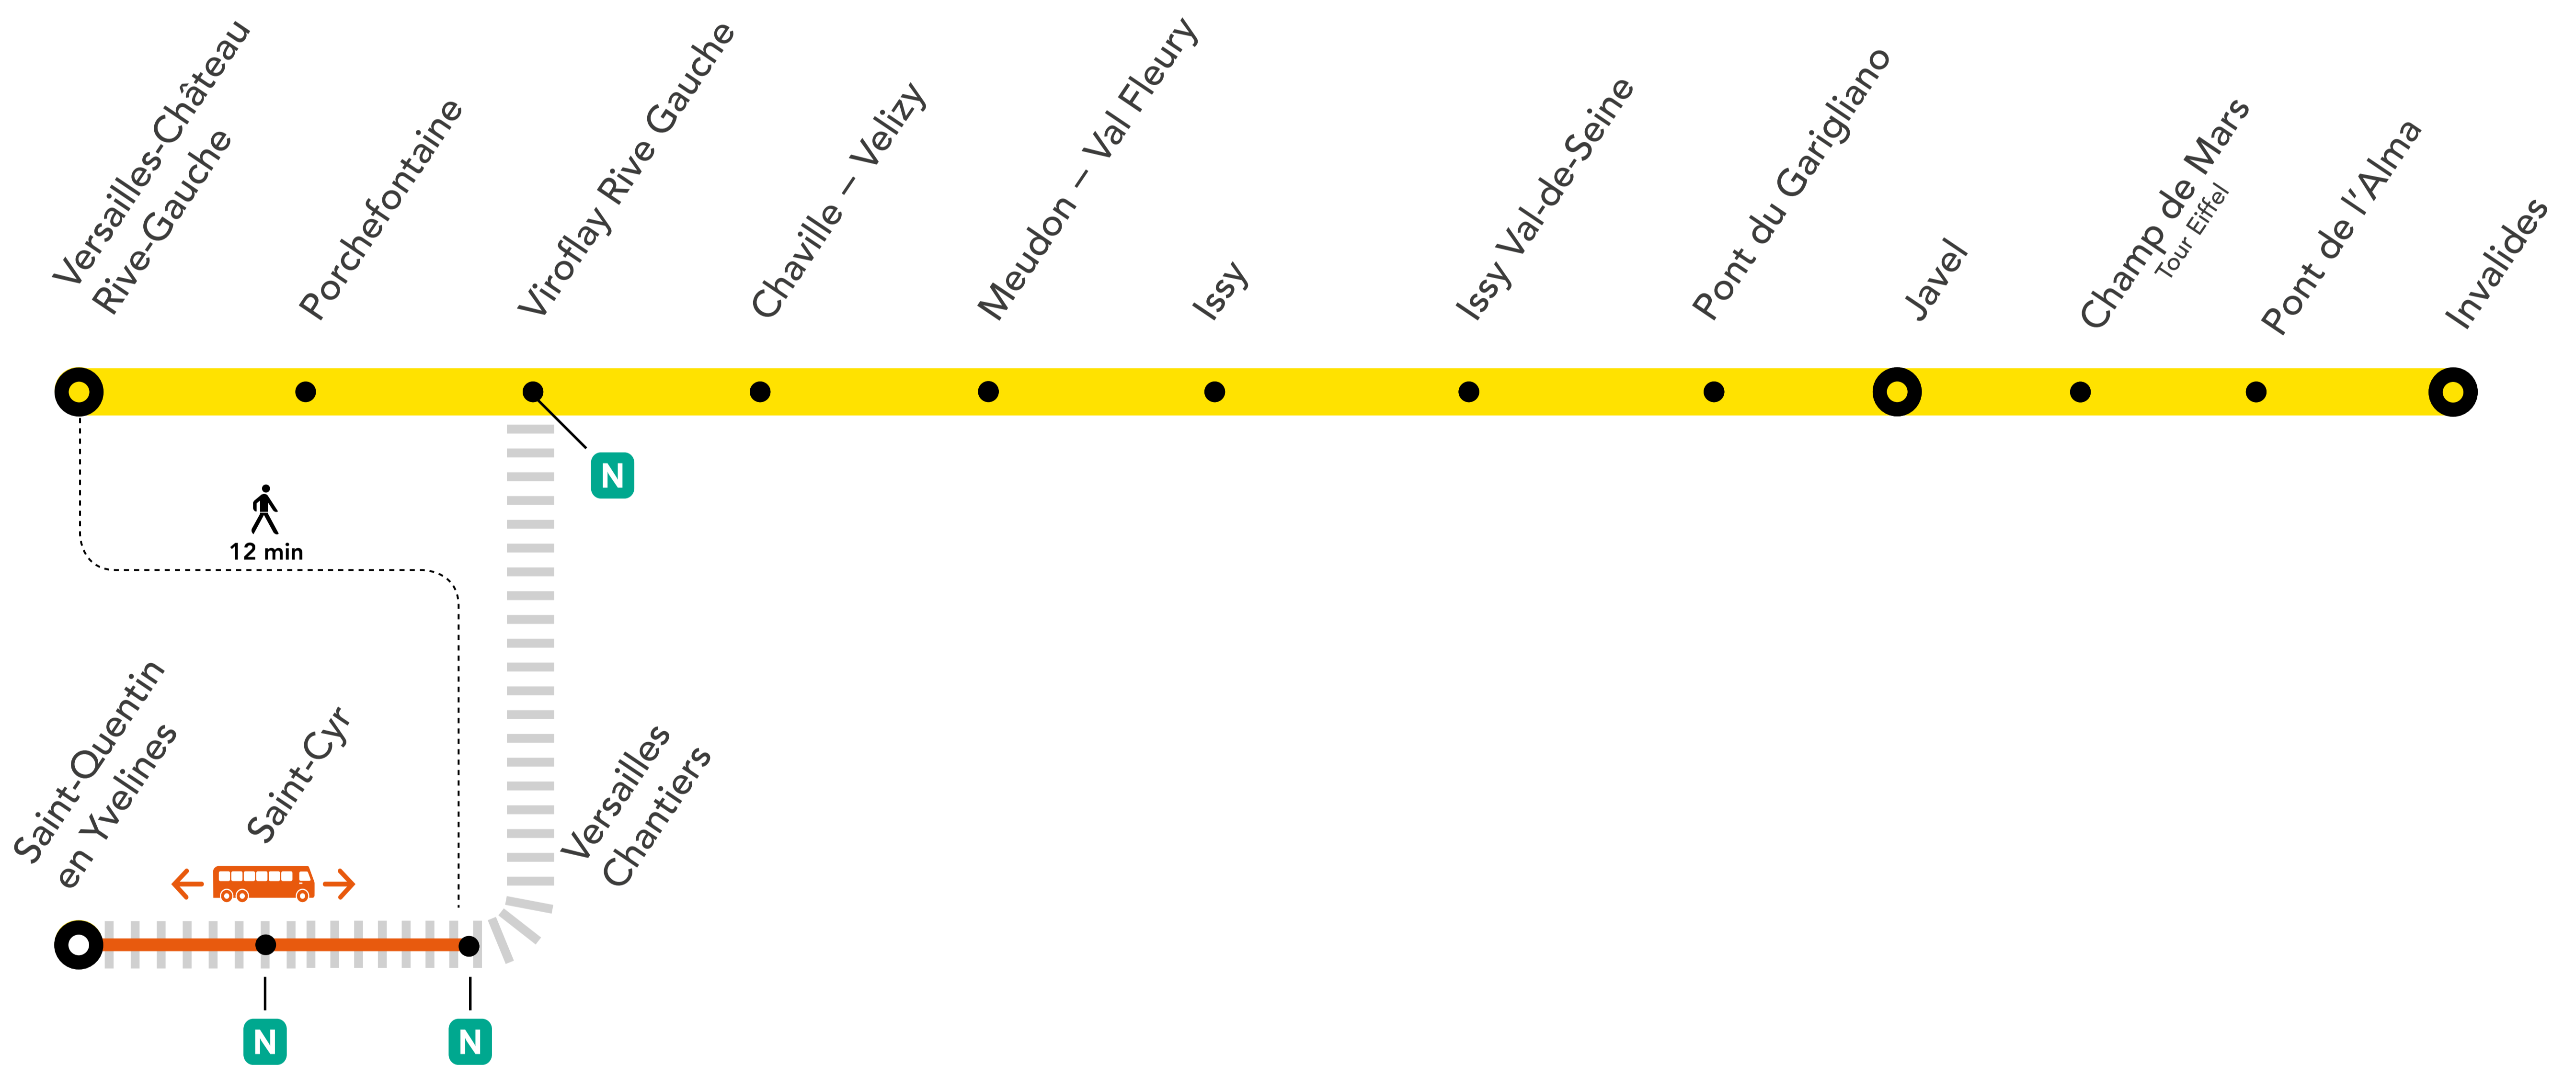 Versailles-Château
Rive-Gauche
Porchefontaine
Viroflay Rive Gauche
Chaville – Velizy
Meudon – Val Fleury
Issy
Issy Val-de-Seine
Pont du Garigliano
Javel
Champ de Mars
Tour Eiffel
Pont de l'Alma
Invalides
N
12 min
Saint-Quentin
en Yvelines
Saint-Cyr
Versailles
Chantiers
N
N